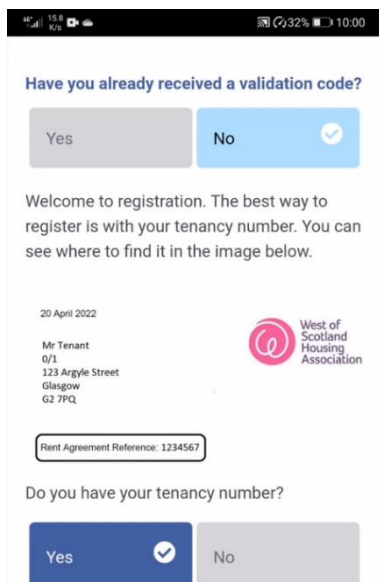 15.8
K/s
32%
10:00
Have you already received a validation code?
Yes
No
Welcome to registration. The best way to
register is with your tenancy number. You can
see where to find it in the image below.
20 April 2022
Mr Tenant
0/1
123 Argyle Street
Glasgow
G2 7PQ
West of
Scotland
Housing
Association
Rent Agreement Reference: 1234567
Do you have your tenancy number?
Yes
No